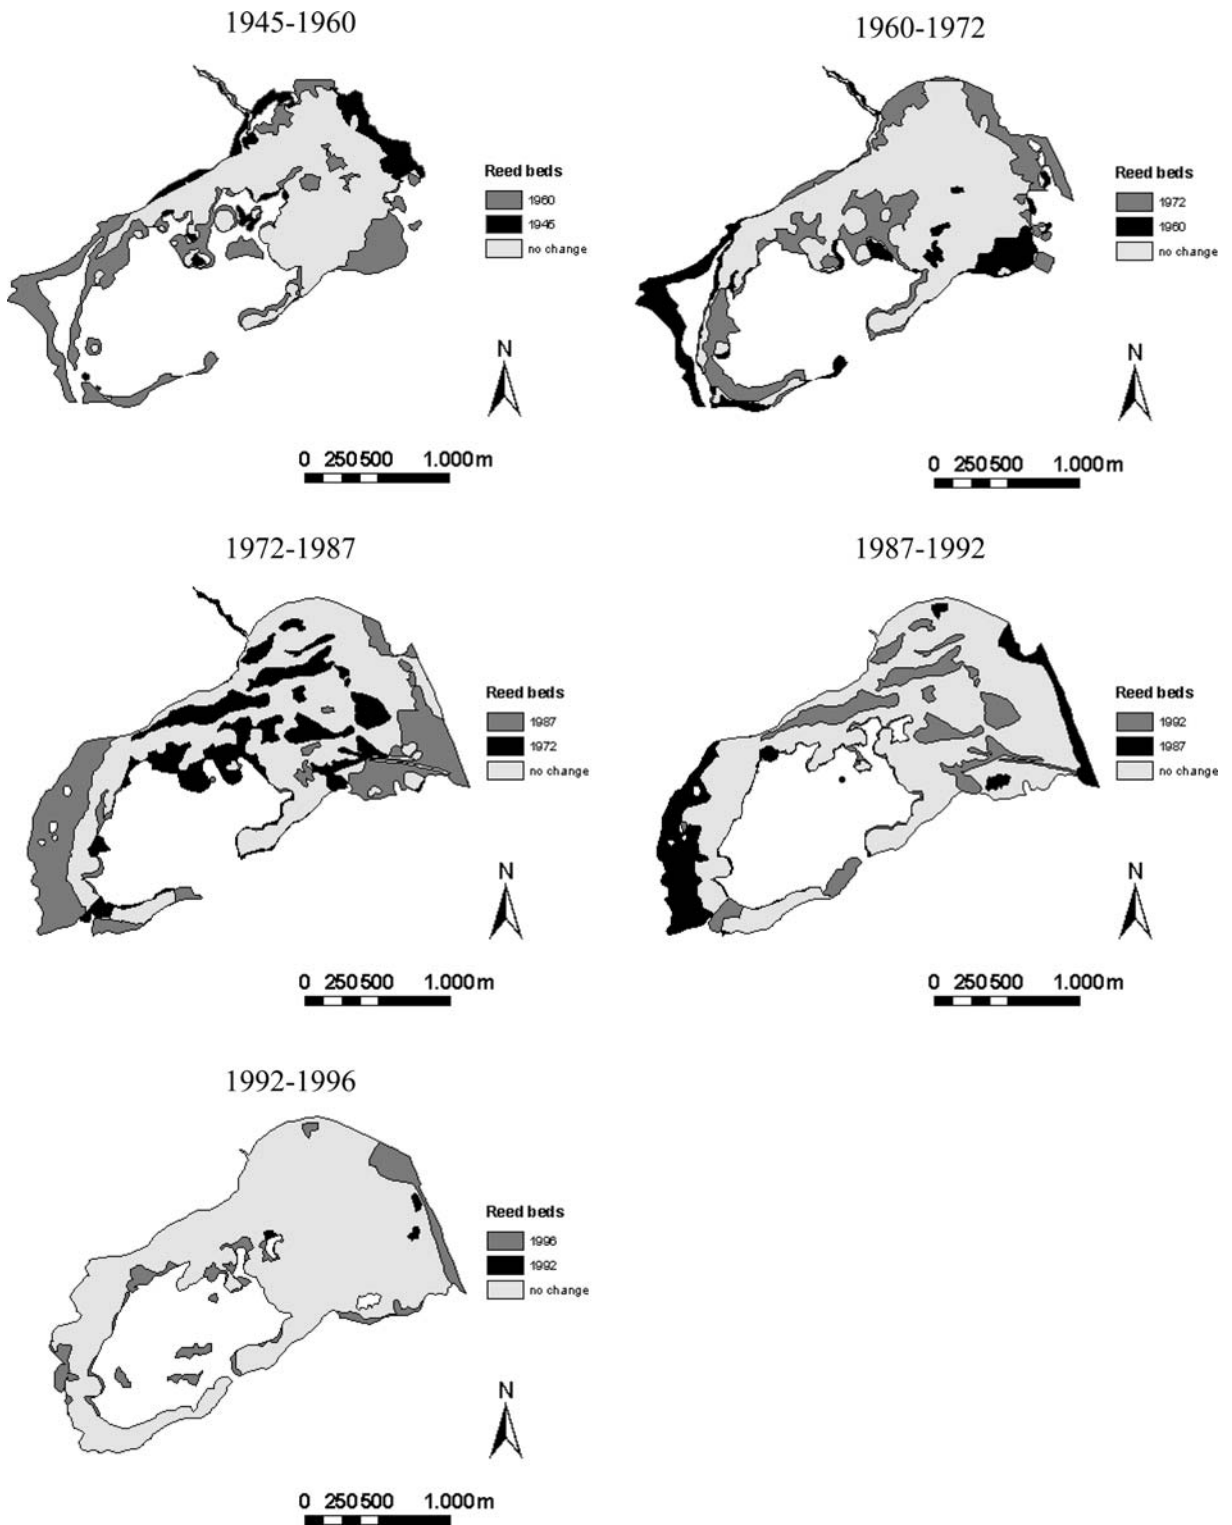 1945-1960
Reed beds
1960
1945
no change
N
0 250 500 1.000 m
1960-1972
Reed beds
1972
1960
no change
N
0 250 500 1.000 m
1972-1987
Reed beds
1987
1972
no change
N
0 250 500 1.000 m
1987-1992
Reed beds
1992
1987
no change
N
0 250 500 1.000 m
1992-1996
Reed beds
1996
1992
no change
N
0 250 500 1.000 m